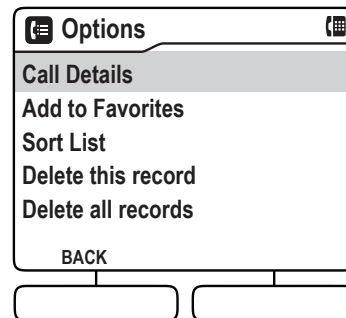 Options
Call Details
Add to Favorites
Sort List
Delete this record
Delete all records
BACK